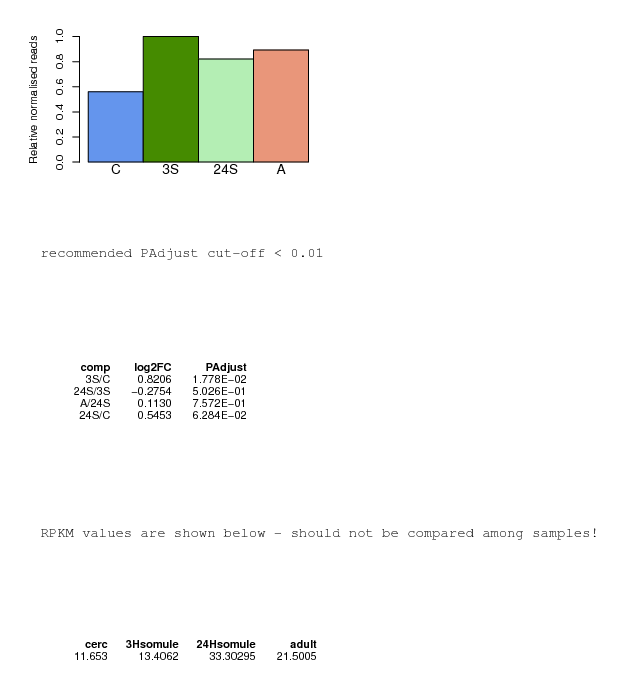 Relative normalised reads
1.0
0.8
0.6
0.4
0.2
0.0
C 3S 24S A
recommended PAdjust cut-off < 0.01
comp log2FC PAdjust
3S/C 0.8206 1.778E−02
24S/3S −0.2754 5.026E−01
A/24S 0.1130 7.572E−01
24S/C 0.5453 6.284E−02
RPKM values are shown below - should not be compared among samples!
cerc 3Hsomule 24Hsomule adult
11.653 13.4062 33.30295 21.5005